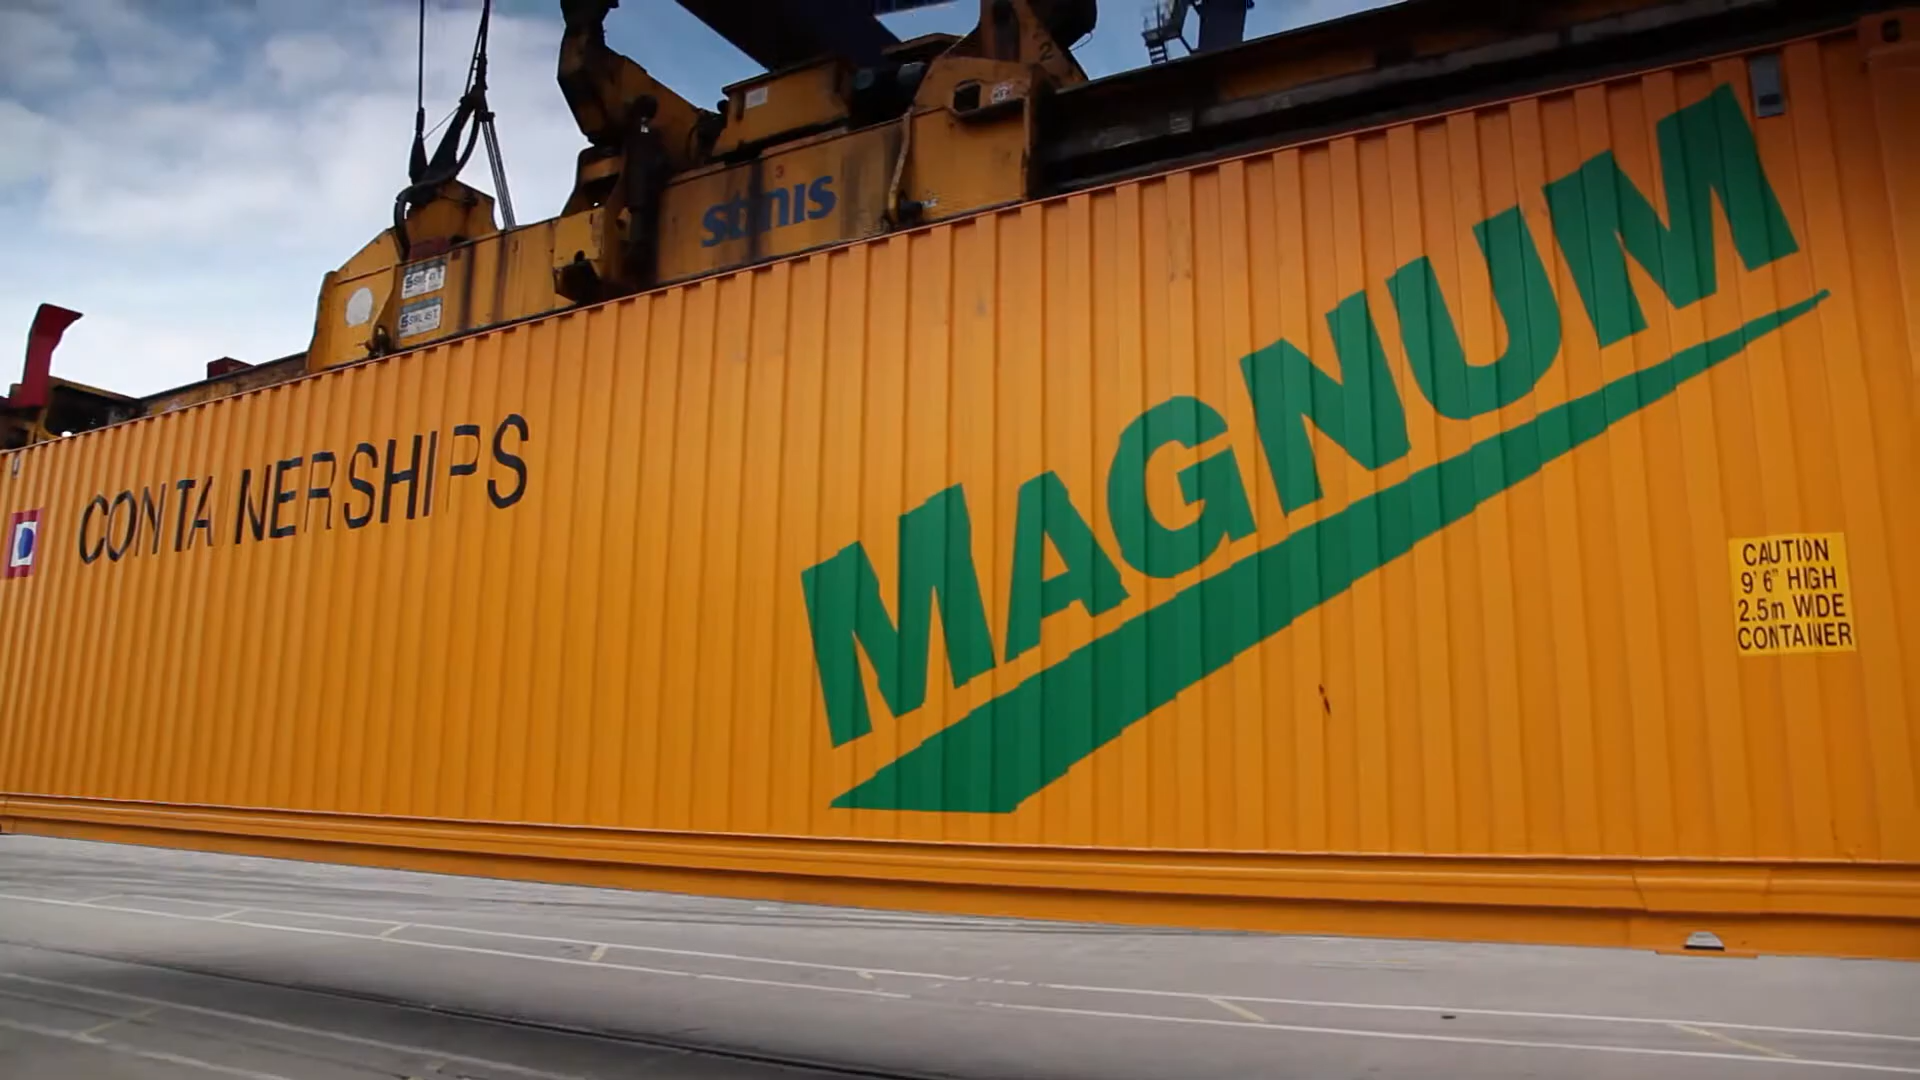 stinis
CONTAINERSHIPS
MAGNUM
CAUTION
9' 6" HIGH
2.5m WIDE
CONTAINER